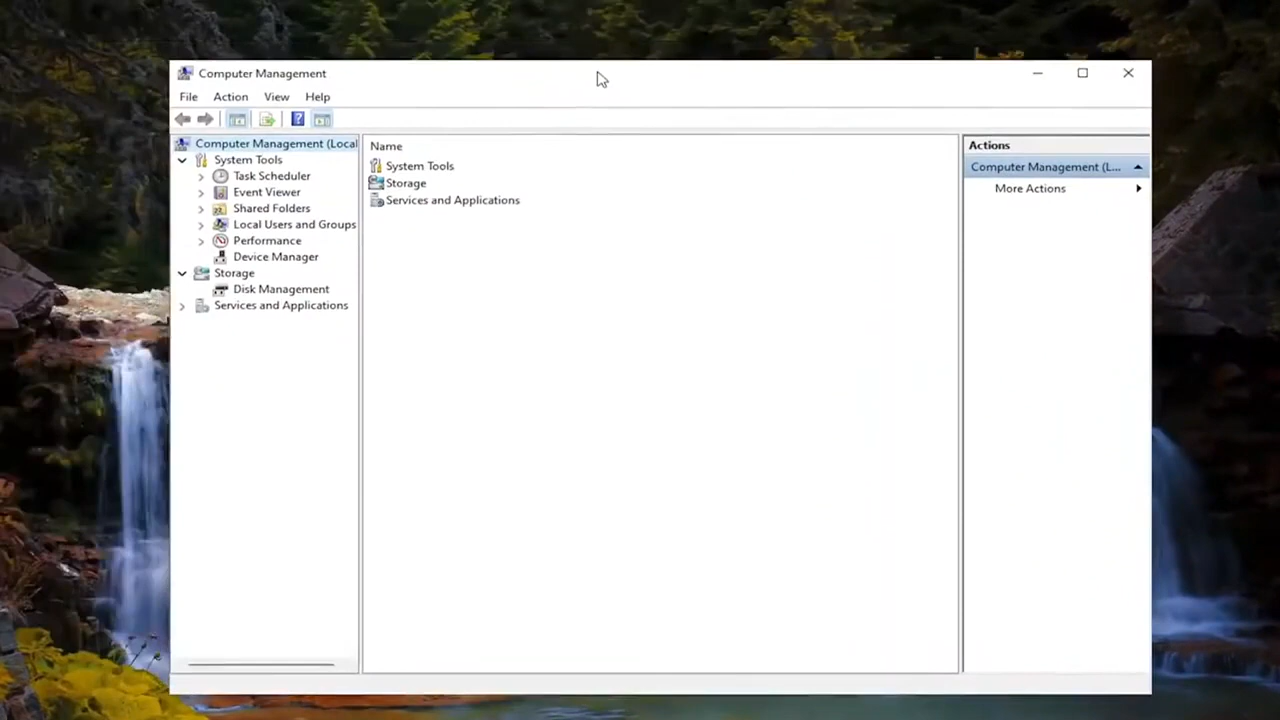 Computer Management
File Action View Help
Computer Management (Local
System Tools
Task Scheduler
Event Viewer
Shared Folders
Local Users and Groups
Performance
Device Manager
Storage
Disk Management
Services and Applications
Name
System Tools
Storage
Services and Applications
Actions
Computer Management (L...
More Actions